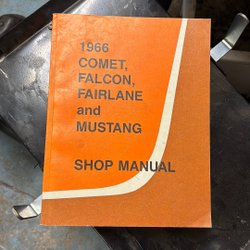 1966
COMET,
FALCON,
FAIRLANE
and
MUSTANG
SHOP MANUAL